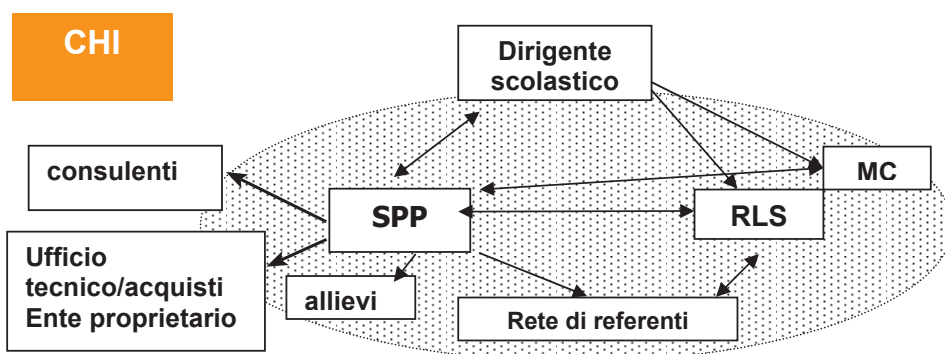 CHI
Dirigente
scolastico
consulenti
MC
SPP
RLS
Ufficio
tecnico/acquisti
Ente proprietario
allievi
Rete di referenti